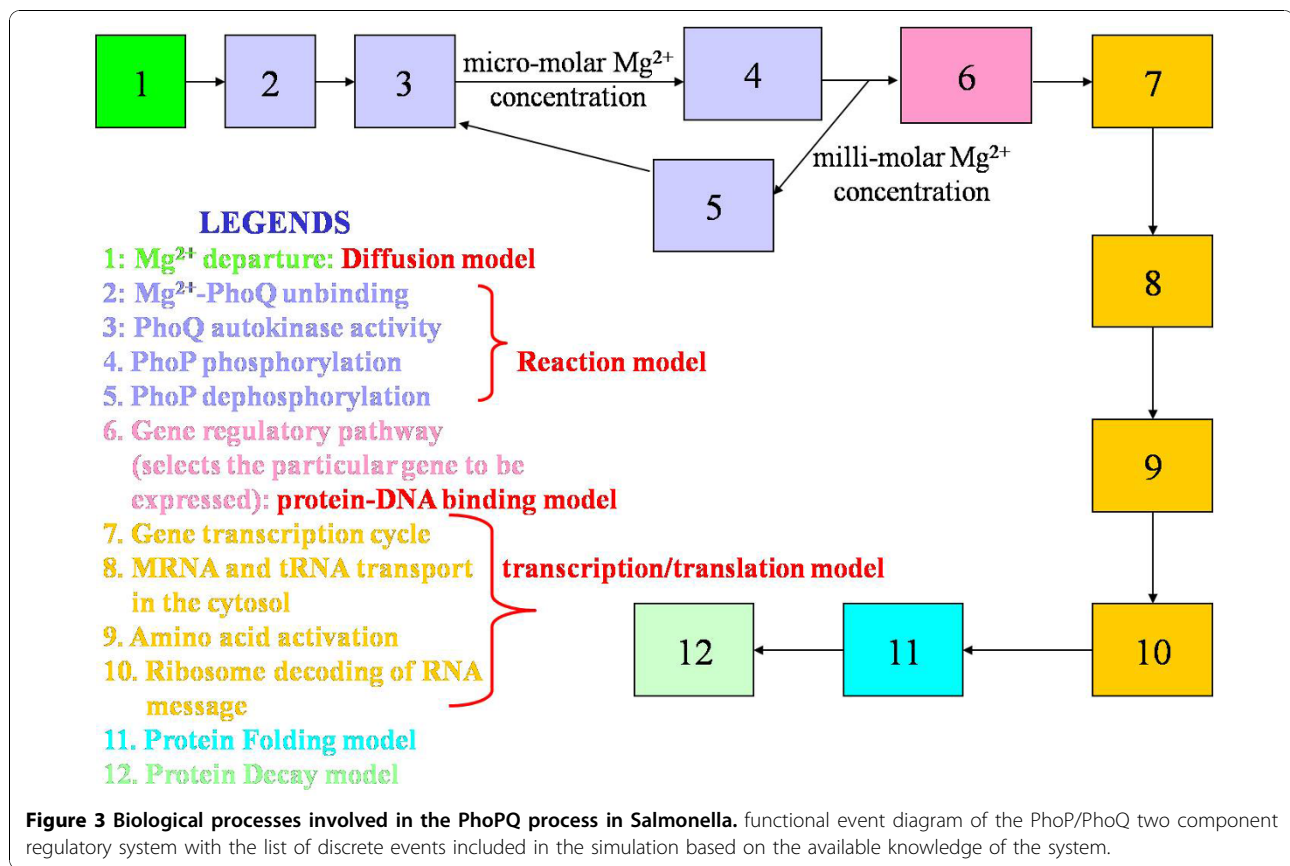 1
2
3
micro-molar Mg²⁺
concentration
4
6
7
milli-molar Mg²⁺
concentration
5
8
9
10
11
12
LEGENDS
1: Mg²⁺ departure: Diffusion model
2: Mg²⁺-PhoQ unbinding
3: PhoQ autokinase activity
4. PhoP phosphorylation
5. PhoP dephosphorylation
Reaction model
6. Gene regulatory pathway
(selects the particular gene to be
expressed): protein-DNA binding model
7. Gene transcription cycle
8. MRNA and tRNA transport
in the cytosol
9. Amino acid activation
10. Ribosome decoding of RNA
message
transcription/translation model
11. Protein Folding model
12. Protein Decay model
Figure 3 Biological processes involved in the PhoPQ process in Salmonella. functional event diagram of the PhoP/PhoQ two component
regulatory system with the list of discrete events included in the simulation based on the available knowledge of the system.